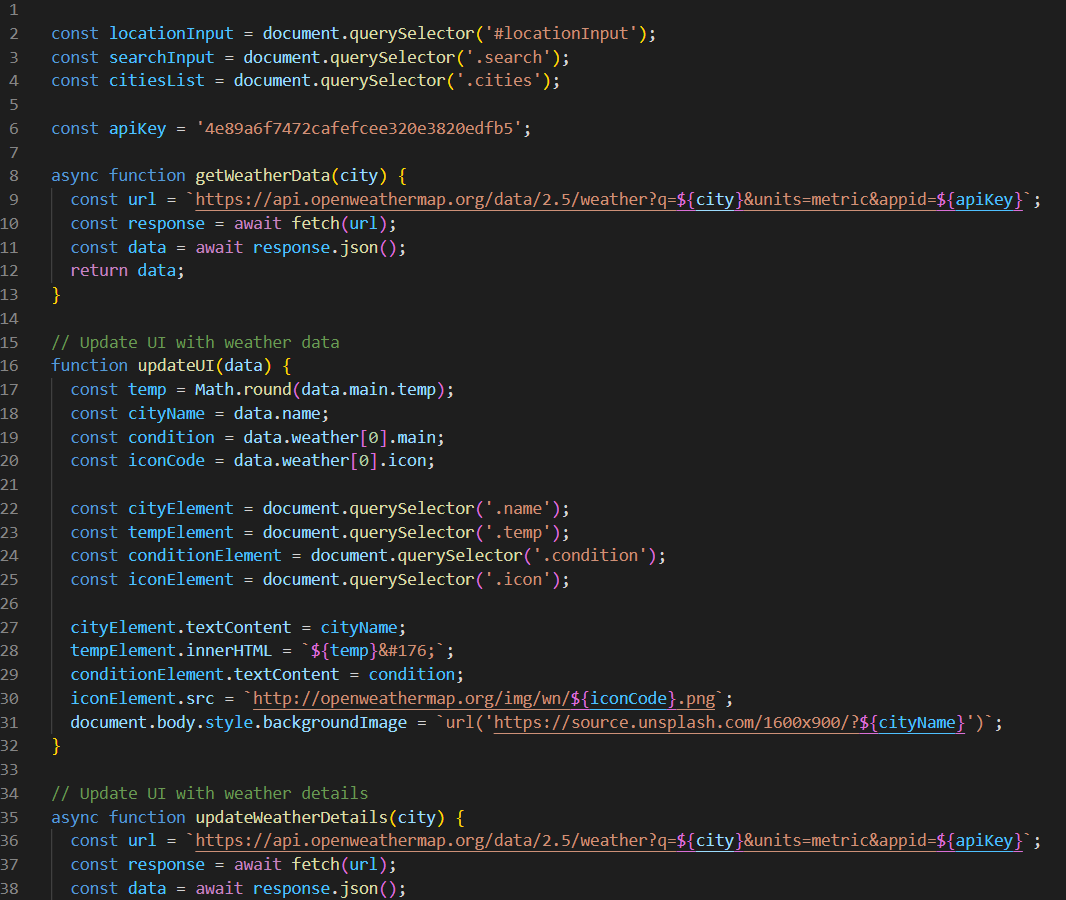 1
2 const locationInput = document.querySelector('#locationInput');
3 const searchInput = document.querySelector('.search');
4 const citiesList = document.querySelector('.cities');
5
6 const apiKey = '4e89a6f7472cafefcee320e3820edfb5';
7
8 async function getWeatherData(city) {
9   const url = `https://api.openweathermap.org/data/2.5/weather?q=${city}&units=metric&appid=${apiKey}`;
10   const response = await fetch(url);
11   const data = await response.json();
12   return data;
13 }
14
15 // Update UI with weather data
16 function updateUI(data) {
17   const temp = Math.round(data.main.temp);
18   const cityName = data.name;
19   const condition = data.weather[0].main;
20   const iconCode = data.weather[0].icon;
21
22   const cityElement = document.querySelector('.name');
23   const tempElement = document.querySelector('.temp');
24   const conditionElement = document.querySelector('.condition');
25   const iconElement = document.querySelector('.icon');
26
27   cityElement.textContent = cityName;
28   tempElement.innerHTML = `${temp}&#176;`;
29   conditionElement.textContent = condition;
30   iconElement.src = `http://openweathermap.org/img/wn/${iconCode}.png`;
31   document.body.style.backgroundImage = `url('https://source.unsplash.com/1600x900/?${cityName}')`;
32 }
33
34 // Update UI with weather details
35 async function updateWeatherDetails(city) {
36   const url = `https://api.openweathermap.org/data/2.5/weather?q=${city}&units=metric&appid=${apiKey}`;
37   const response = await fetch(url);
38   const data = await response.json();